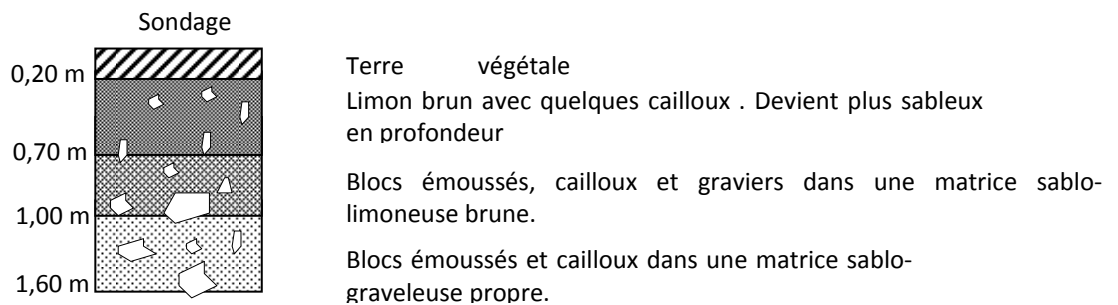 Sondage
0,20 m
0,70 m
1,00 m
1,60 m
Terre végétale
Limon brun avec quelques cailloux . Devient plus sableux
en profondeur
Blocs émoussés, cailloux et graviers dans une matrice sablo-
limoneuse brune.
Blocs émoussés et cailloux dans une matrice sablo-
graveleuse propre.